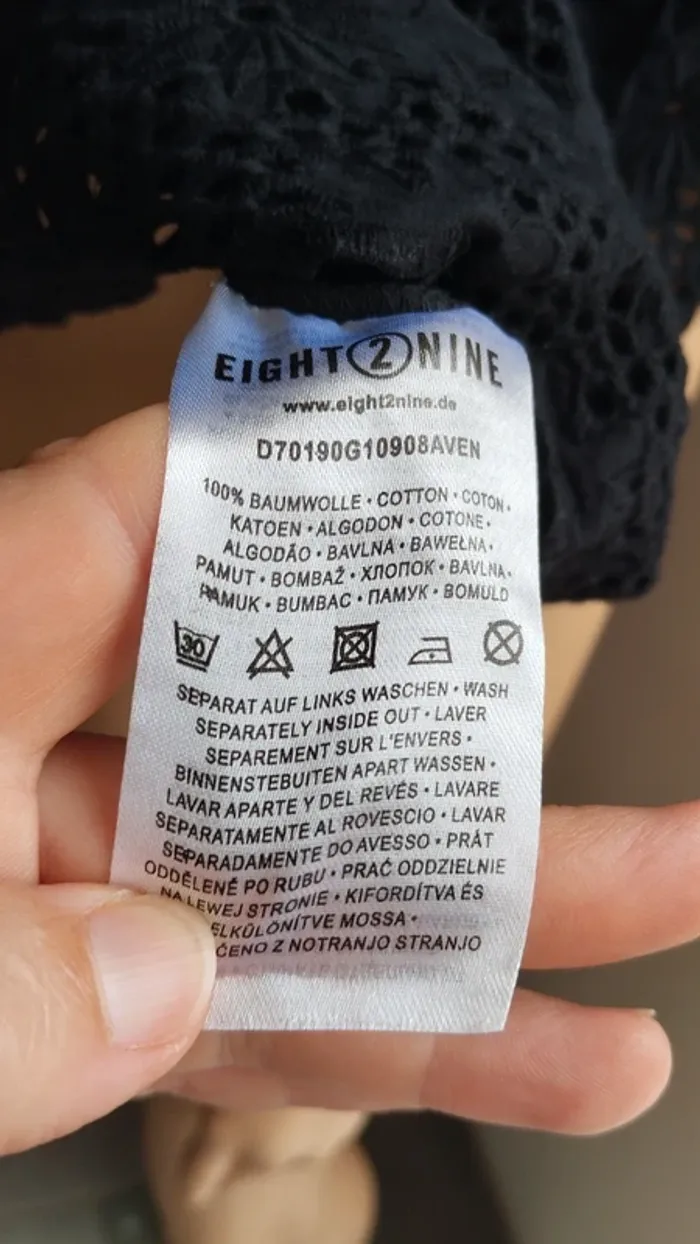 EIGHT2NINE
www.eight2nine.de
D70190G10908AVEN
100% BAUMWOLLE • COTTON • COTON •
KATOEN • ALGODON • COTONE •
ALGODÃO • BAVLNA • BAWEŁNA •
PAMUT • BOMBAŽ • ХЛОПОК • BAVLNA •
PAMUK • BUMBAC • ПАМУК • BOMULD
30
SEPARAT AUF LINKS WASCHEN • WASH
SEPARATELY INSIDE OUT • LAVER
SEPAREMENT SUR L'ENVERS •
BINNENSTEBUITEN APART WASSEN •
LAVAR APARTE Y DEL REVÉS • LAVARE
SEPARATAMENTE AL ROVESCIO • LAVAR
SEPARADAMENTE DO AVESSO • PRÁT
ODDĚLENĚ PO RUBU • PRAĆ ODDZIELNIE
NA LEWEJ STRONIE • KIFORDÍTVA ÉS
ELKÜLÖNÍTVE MOSSA •
Z NOTRANJO STRANJO